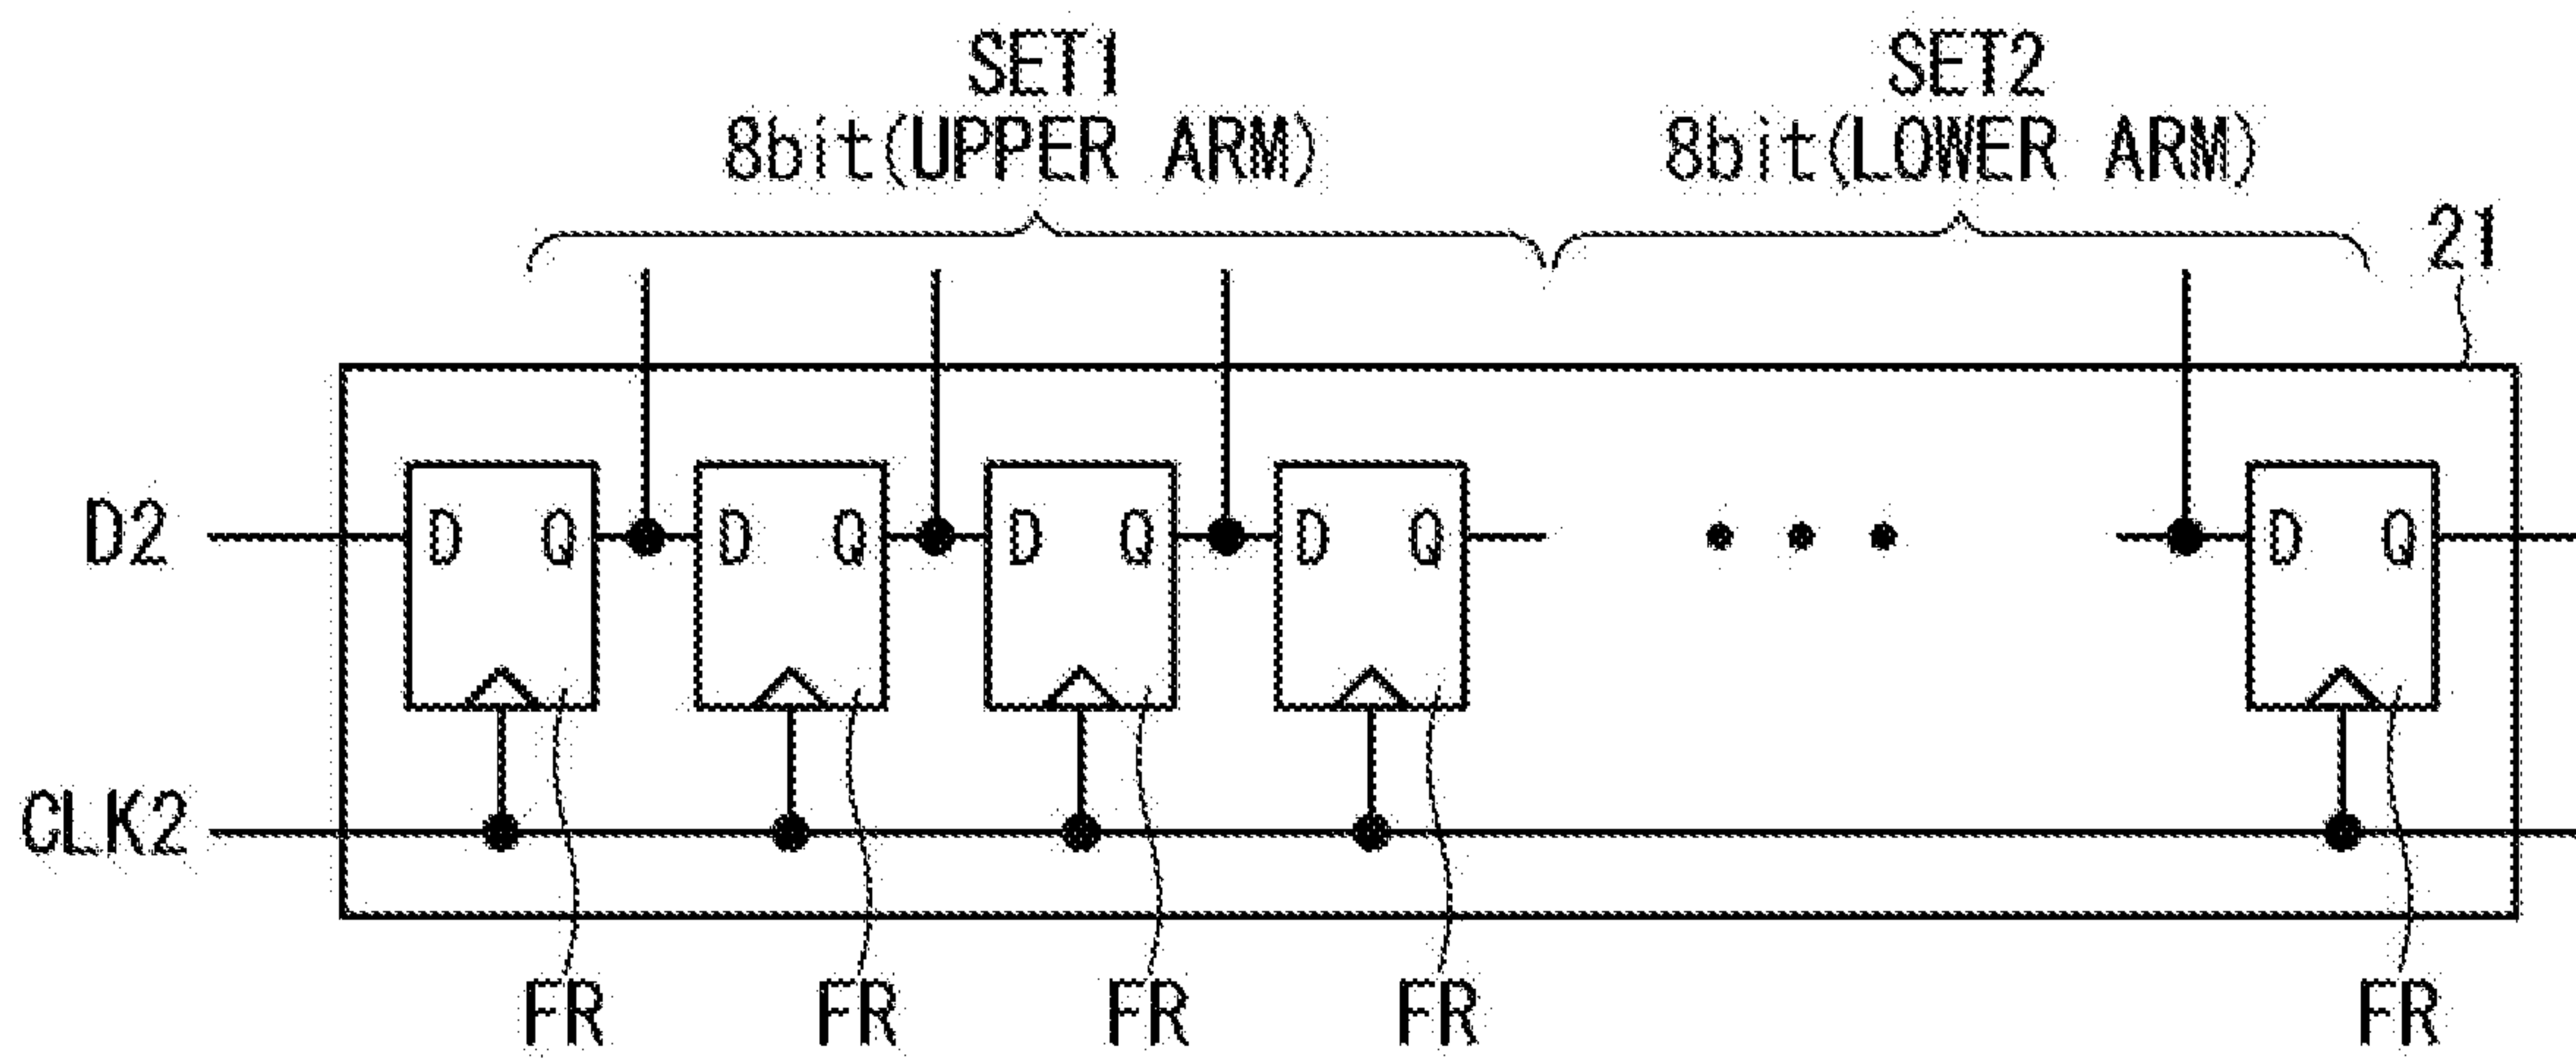 SET1
8bit(UPPER ARM)
SET2
8bit(LOWER ARM)
21
D2
D Q
D Q
D Q
D Q
D Q
CLK2
FR
FR
FR
FR
FR